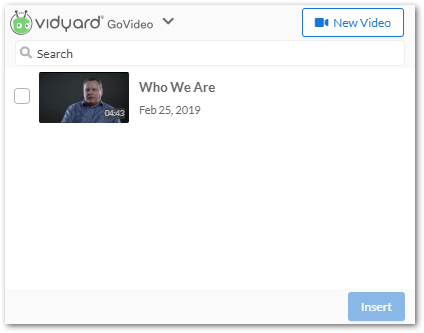 vidyard® GoVideo
New Video
Search
Who We Are
04:43
Feb 25, 2019
Insert